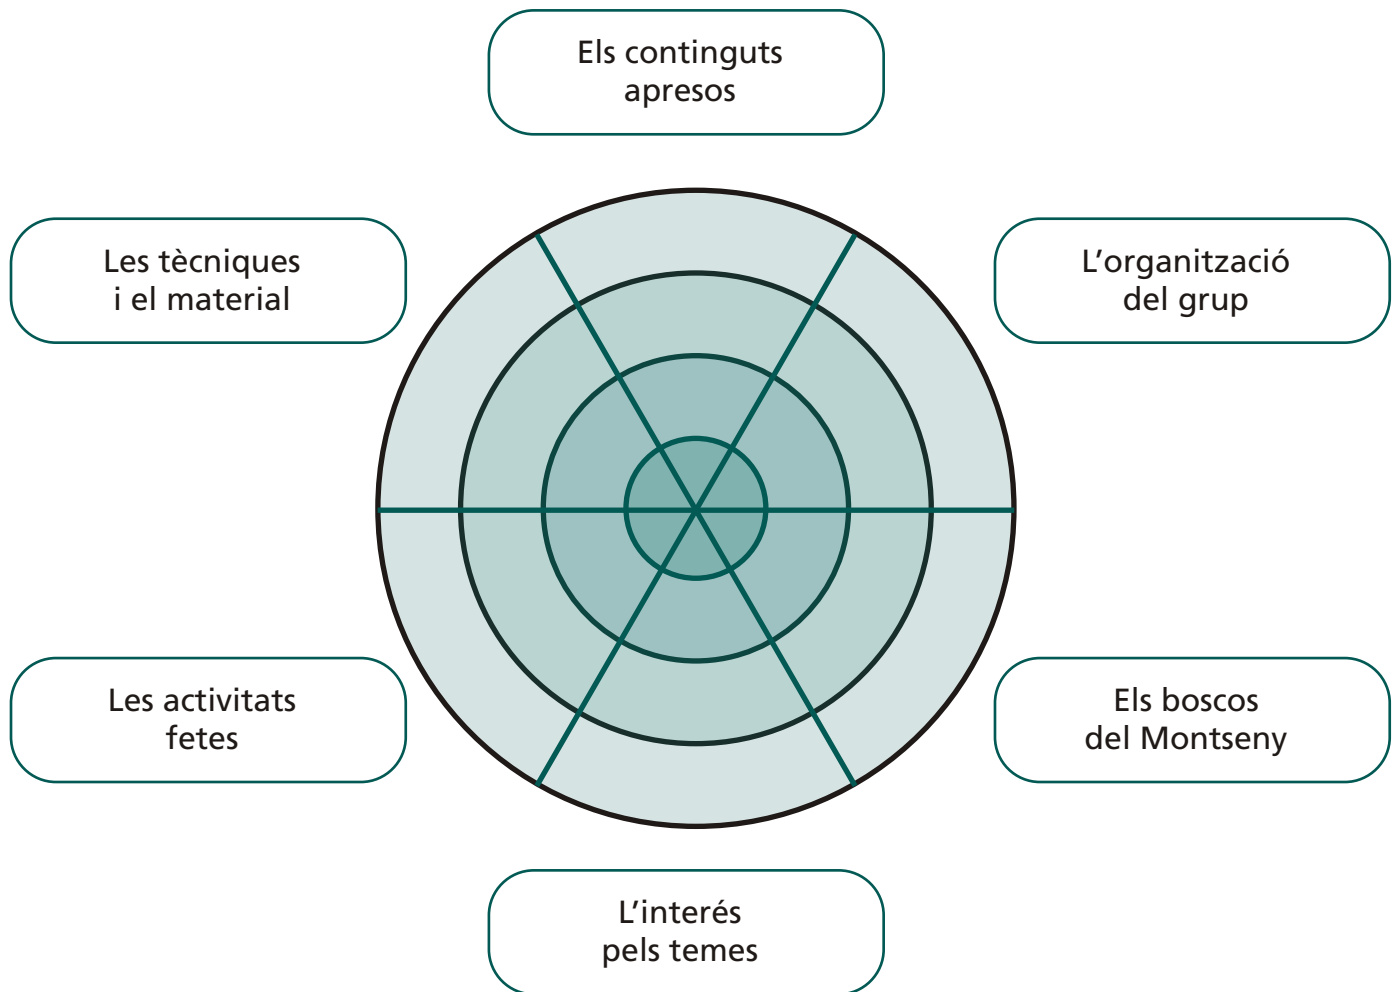 Els continguts
apresos
Les tècniques
i el material
L'organització
del grup
Les activitats
fetes
Els boscos
del Montseny
L'interés
pels temes